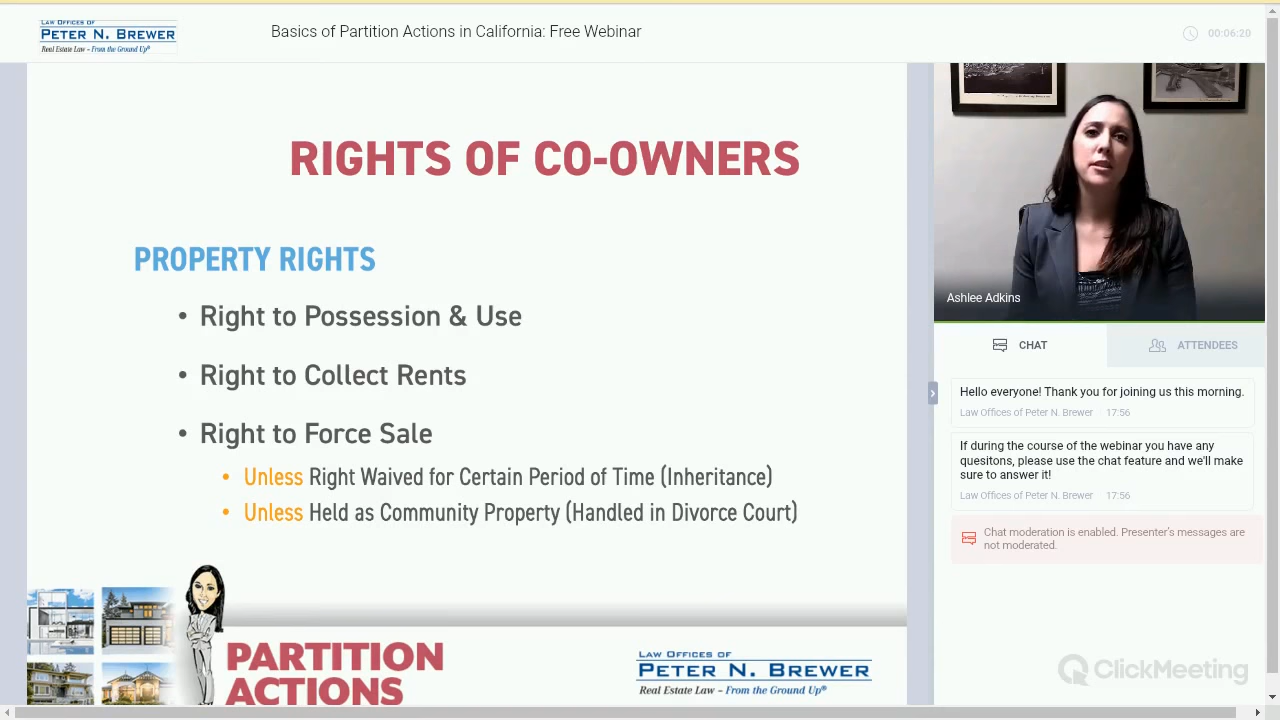 LAW OFFICES OF
PETER N. BREWER
Real Estate Law – From the Ground Up®
Basics of Partition Actions in California: Free Webinar
00:06:20
RIGHTS OF CO-OWNERS
PROPERTY RIGHTS
• Right to Possession & Use
• Right to Collect Rents
• Right to Force Sale
• Unless Right Waived for Certain Period of Time (Inheritance)
• Unless Held as Community Property (Handled in Divorce Court)
PARTITION
ACTIONS
LAW OFFICES OF
PETER N. BREWER
Real Estate Law – From the Ground Up®
Ashlee Adkins
CHAT
ATTENDEES
Hello everyone! Thank you for joining us this morning.
Law Offices of Peter N. Brewer 17:56
If during the course of the webinar you have any
quesitons, please use the chat feature and we'll make
sure to answer it!
Law Offices of Peter N. Brewer 17:56
Chat moderation is enabled. Presenter's messages are
not moderated.
ClickMeeting